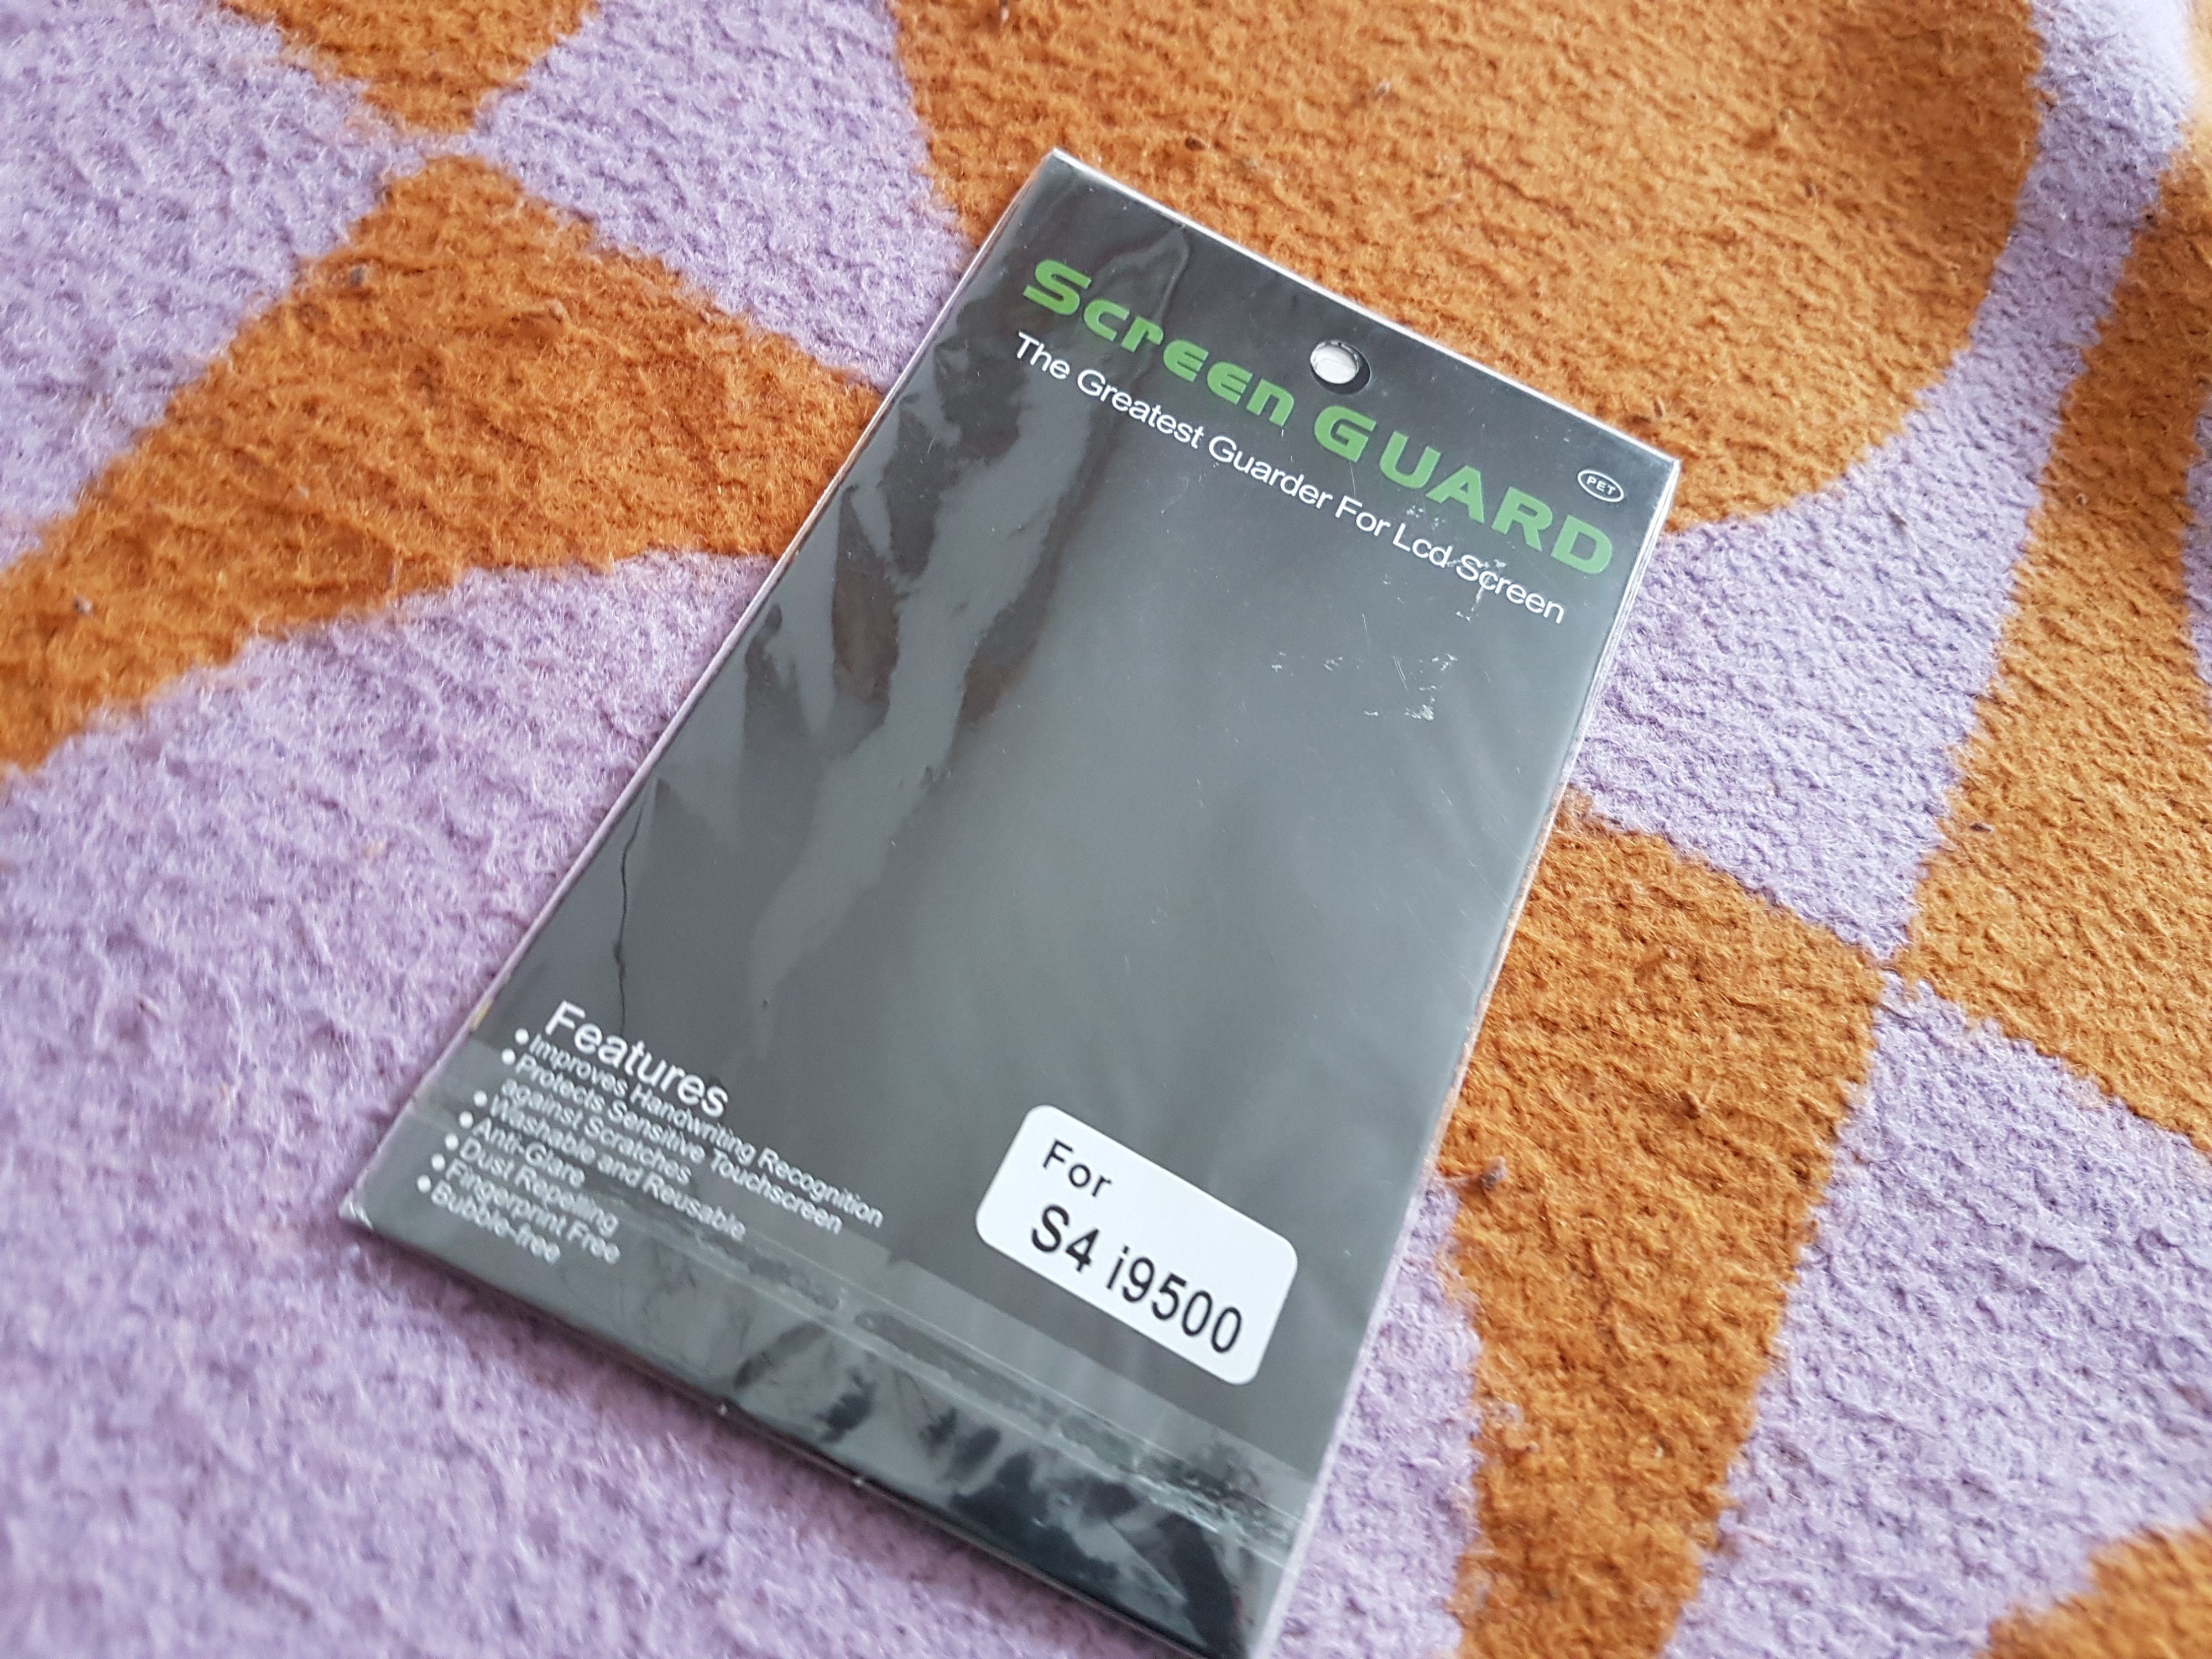 Screen GUARD
PET
The Greatest Guarder For Lcd Screen
Features
• Improves Handwriting Recognition
• Protects Sensitive Touchscreen
against Scratches
• Washable and Reusable
• Anti-Glare
• Dust Repelling
• Fingerprint Free
• Bubble-free
For
S4 i9500